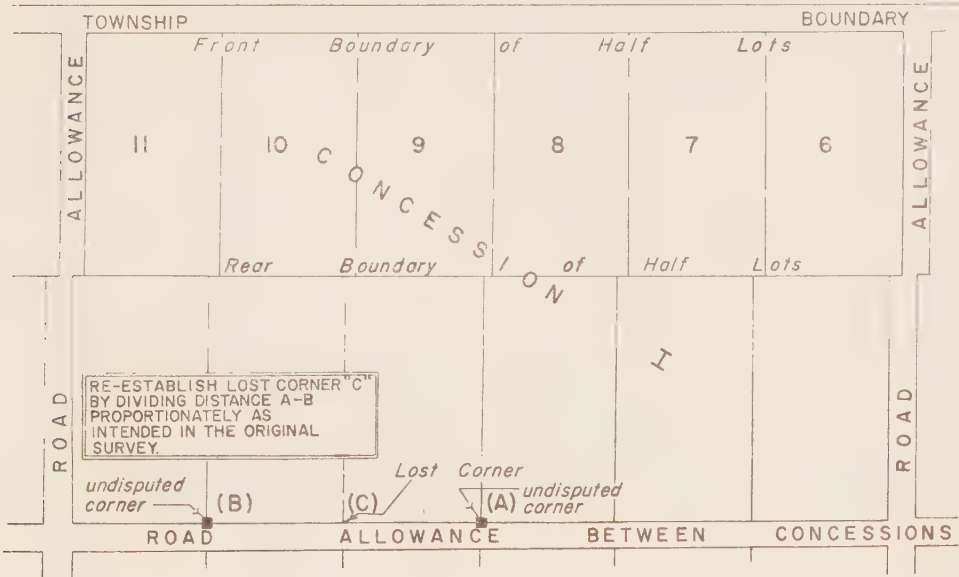 TOWNSHIP BOUNDARY
Front Boundary of Half Lots
ALLOWANCE
ALLOWANCE
11 10 9 8 7 6
CONCESSION I
Rear Boundary of Half Lots
RE-ESTABLISH LOST CORNER "C"
BY DIVIDING DISTANCE A-B
PROPORTIONATELY AS
INTENDED IN THE ORIGINAL
SURVEY.
ROAD
ROAD
Lost Corner
undisputed
corner
(B)
(C)
(A)
undisputed
corner
ROAD ALLOWANCE BETWEEN CONCESSIONS